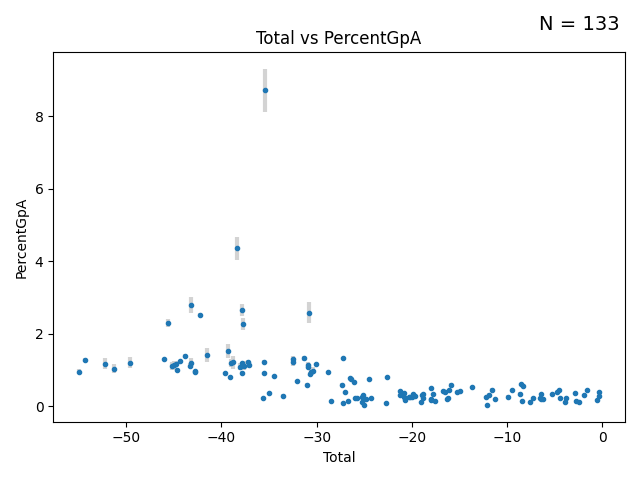 N = 133
Total vs PercentGpA
PercentGpA
8
6
4
2
0
−50 −40 −30 −20 −10 0
Total